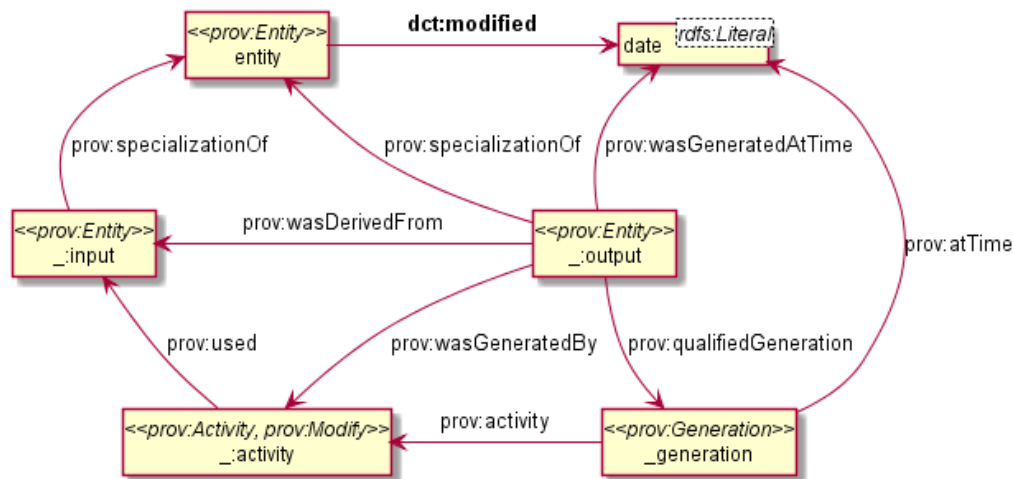 <<prov:Entity>>
entity
dct:modified
rdfs:Literal
date
prov:specializationOf
prov:specializationOf
prov:wasGeneratedAtTime
<<prov:Entity>>
_:input
prov:wasDerivedFrom
<<prov:Entity>>
_:output
prov:atTime
prov:used
prov:wasGeneratedBy
prov:qualifiedGeneration
<<prov:Activity, prov:Modify>>
_:activity
prov:activity
<<prov:Generation>>
_generation